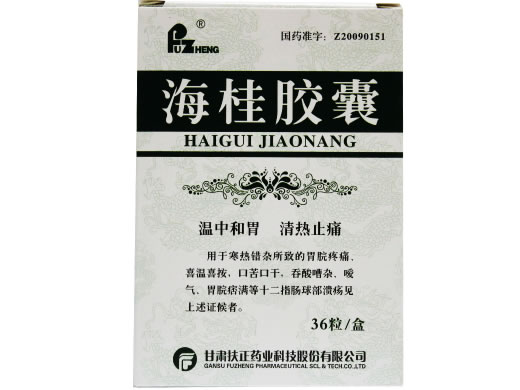 FUZHENG ®
国药准字：Z20090151
海桂胶囊
HAIGUI JIAONANG
温中和胃 清热止痛
用于寒热错杂所致的胃脘疼痛、
喜温喜按，口苦口干，吞酸嘈杂、嗳
气、胃脘痞满等十二指肠球部溃疡见
上述证候者。
36粒/盒
甘肃扶正药业科技股份有限公司
GANSU FUZHENG PHARMACEUTICAL SCL & TECH.CO.,LTD